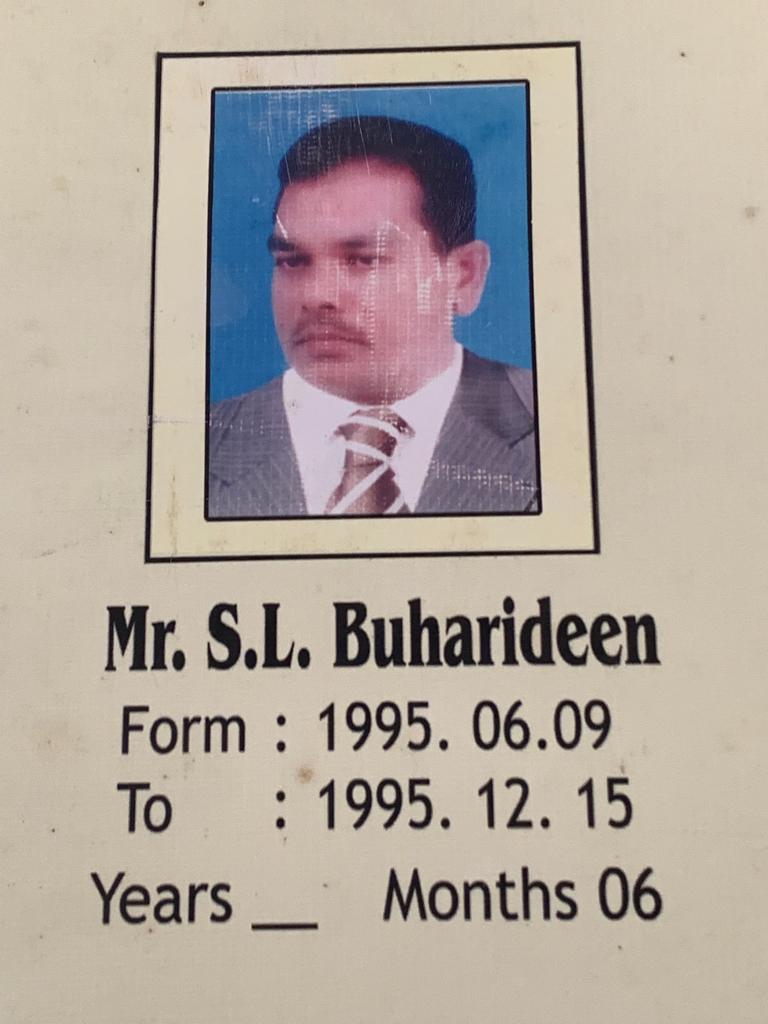 Mr. S.L. Buharideen
Form : 1995. 06.09
To : 1995. 12. 15
Years __ Months 06